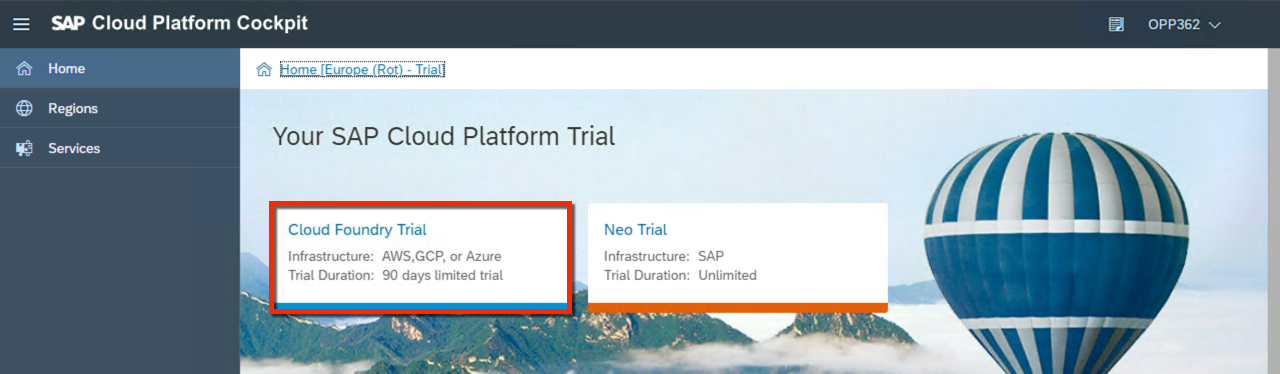 SAP Cloud Platform Cockpit
OPP362
Home
Regions
Services
Home [Europe (Rot) - Trial]
Your SAP Cloud Platform Trial
Cloud Foundry Trial
Infrastructure: AWS,GCP, or Azure
Trial Duration: 90 days limited trial
Neo Trial
Infrastructure: SAP
Trial Duration: Unlimited